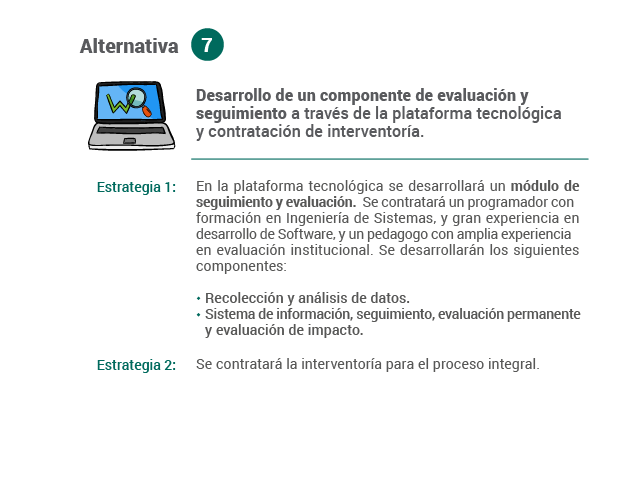 Alternativa 7
W
Desarrollo de un componente de evaluación y
seguimiento a través de la plataforma tecnológica
y contratación de interventoría.
Estrategia 1: En la plataforma tecnológica se desarrollará un módulo de
seguimiento y evaluación. Se contratará un programador con
formación en Ingeniería de Sistemas, y gran experiencia en
desarrollo de Software, y un pedagogo con amplia experiencia
en evaluación institucional. Se desarrollarán los siguientes
componentes:
• Recolección y análisis de datos.
• Sistema de información, seguimiento, evaluación permanente
y evaluación de impacto.
Estrategia 2: Se contratará la interventoría para el proceso integral.